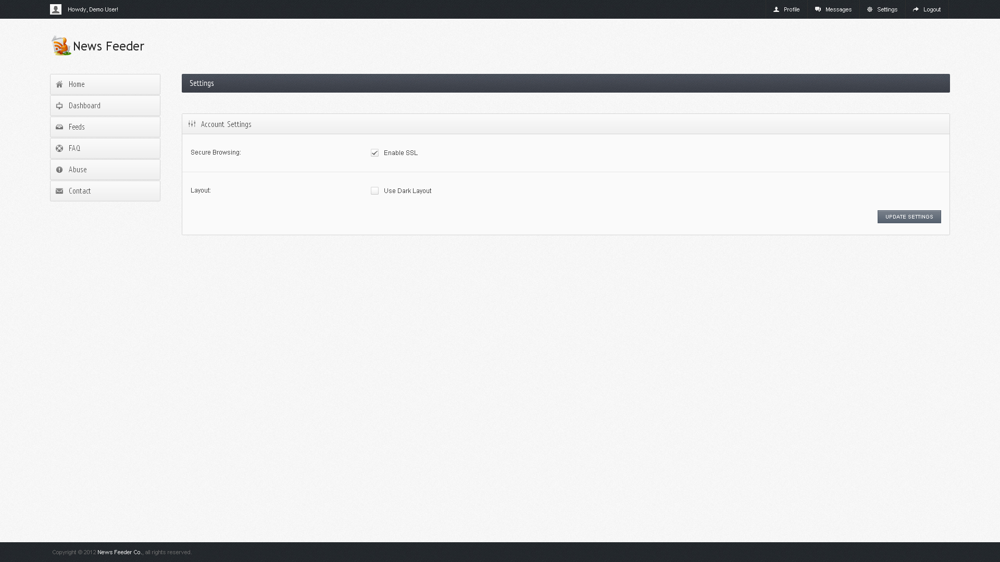 Howdy, Demo User!
Profile
Messages
Settings
Logout
News Feeder
Home
Dashboard
Feeds
FAQ
Abuse
Contact
Settings
Account Settings
Secure Browsing:
Enable SSL
Layout:
Use Dark Layout
UPDATE SETTINGS
Copyright © 2012 News Feeder Co., all rights reserved.